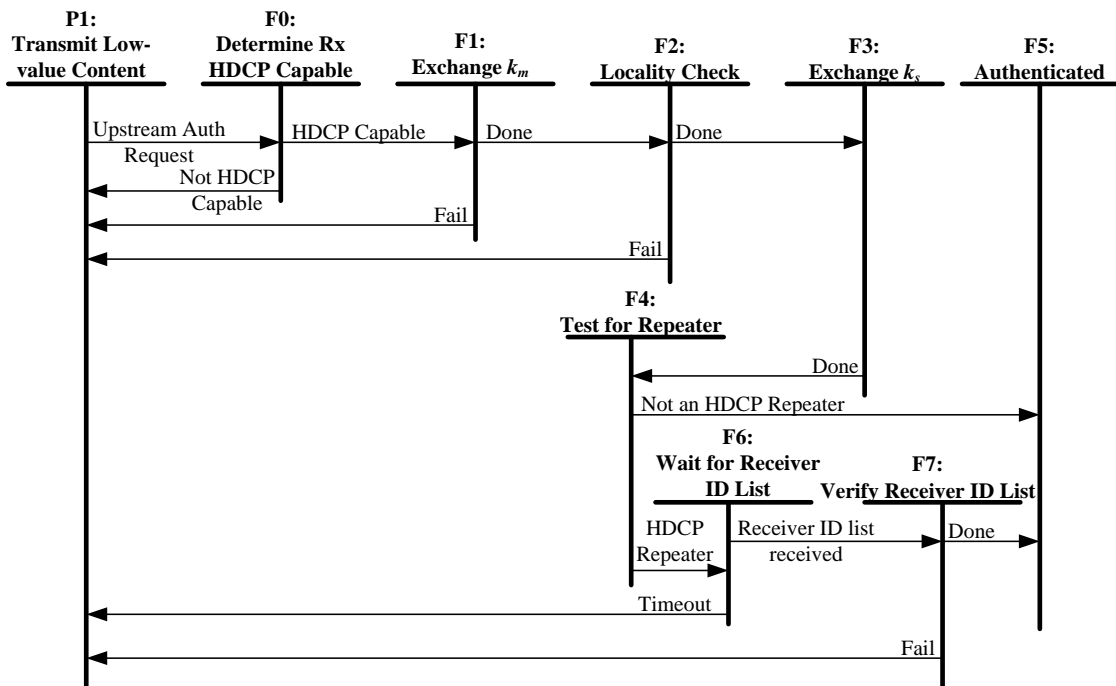 P1:
Transmit Low-
value Content
F0:
Determine Rx
HDCP Capable
F1:
Exchange km
F2:
Locality Check
F3:
Exchange ks
F5:
Authenticated
Upstream Auth
Request
HDCP Capable
Done
Done
Not HDCP
Capable
Fail
Fail
F4:
Test for Repeater
Done
Not an HDCP Repeater
F6:
Wait for Receiver
ID List
F7:
Verify Receiver ID List
HDCP
Repeater
Receiver ID list
received
Done
Timeout
Fail